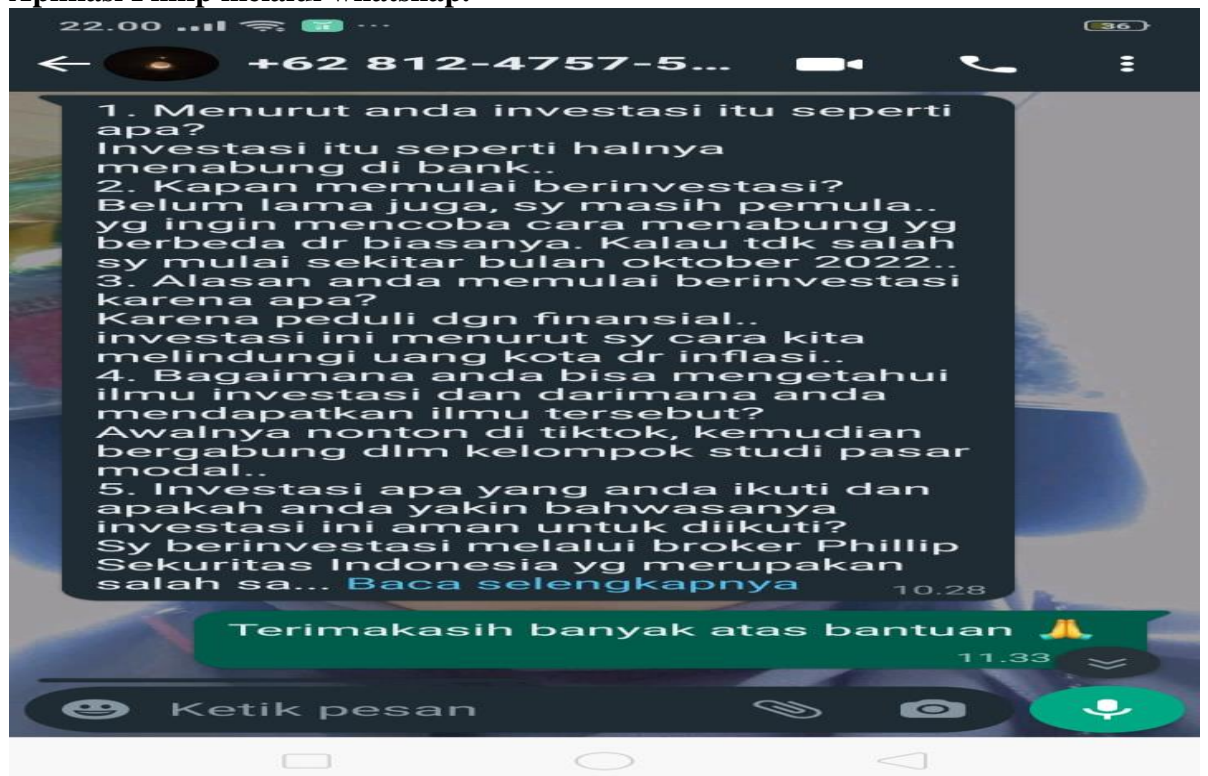 Aplikasi Phillip melalui whatshap.
22.00
36
+62 812-4757-5...
1. Menurut anda investasi itu seperti
apa?
Investasi itu seperti halnya
menabung di bank..
2. Kapan memulai berinvestasi?
Belum lama juga, sy masih pemula..
yg ingin mencoba cara menabung yg
berbeda dr biasanya. Kalau tdk salah
sy mulai sekitar bulan oktober 2022..
3. Alasan anda memulai berinvestasi
karena apa?
Karena peduli dgn finansial..
investasi ini menurut sy cara kita
melindungi uang kota dr inflasi..
4. Bagaimana anda bisa mengetahui
ilmu investasi dan darimana anda
mendapatkan ilmu tersebut?
Awalnya nonton di tiktok, kemudian
bergabung dlm kelompok studi pasar
modal..
5. Investasi apa yang anda ikuti dan
apakah anda yakin bahwasanya
investasi ini aman untuk diikuti?
Sy berinvestasi melalui broker Phillip
Sekuritas Indonesia yg merupakan
salah sa... Baca selengkapnya 10.28
Terimakasih banyak atas bantuan 🙏
11.33
Ketik pesan